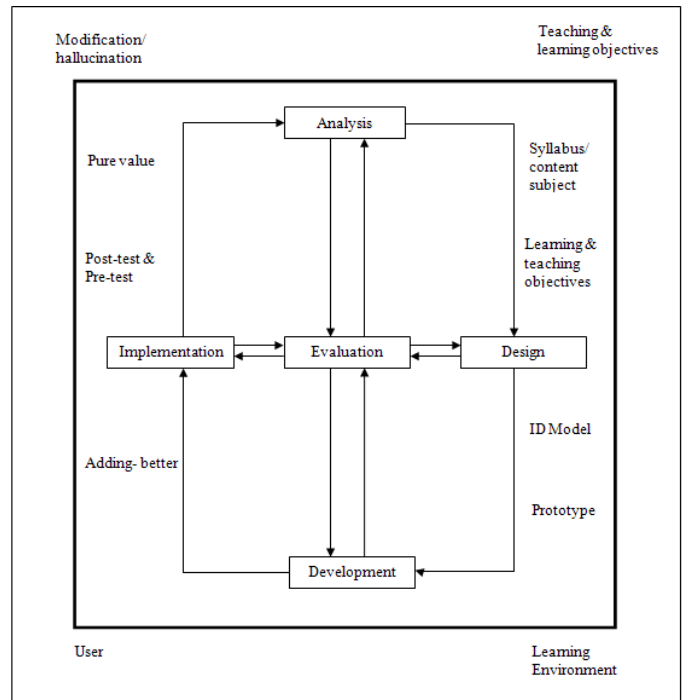 Modification/
hallucination
Teaching &
learning objectives
Analysis
Pure value
Syllabus/
content
subject
Post-test &
Pre-test
Learning &
teaching
objectives
Implementation
Evaluation
Design
Adding- better
ID Model
Prototype
Development
User
Learning
Environment